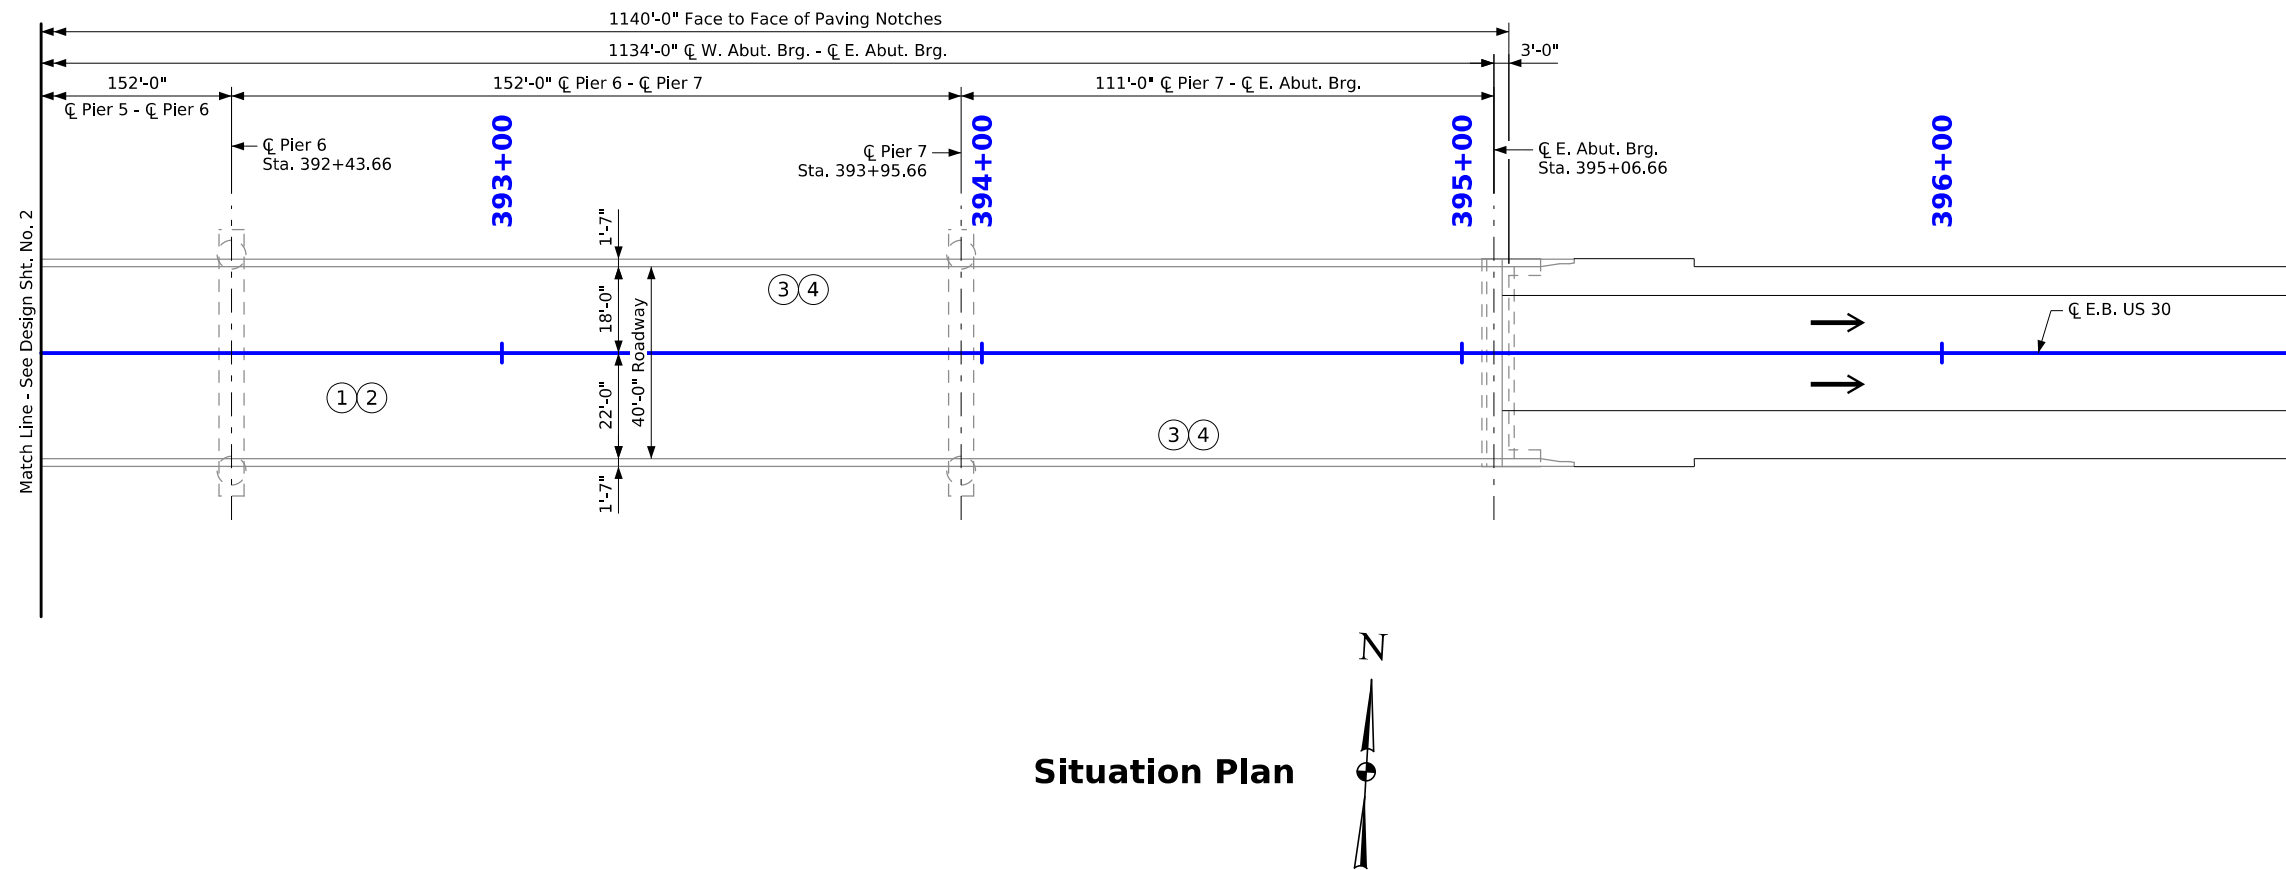 1140'-0" Face to Face of Paving Notches
1134'-0" ℄ W. Abut. Brg. - ℄ E. Abut. Brg.
3'-0"
152'-0"
℄ Pier 5 - ℄ Pier 6
152'-0" ℄ Pier 6 - ℄ Pier 7
111'-0" ℄ Pier 7 - ℄ E. Abut. Brg.
℄ Pier 6
Sta. 392+43.66
393+00
℄ Pier 7
Sta. 393+95.66
394+00
395+00
℄ E. Abut. Brg.
Sta. 395+06.66
396+00
Match Line - See Design Sht. No. 2
1'-7"
18'-0"
40'-0" Roadway
22'-0"
1'-7"
3 4
1 2
3 4
℄ E.B. US 30
N
Situation Plan